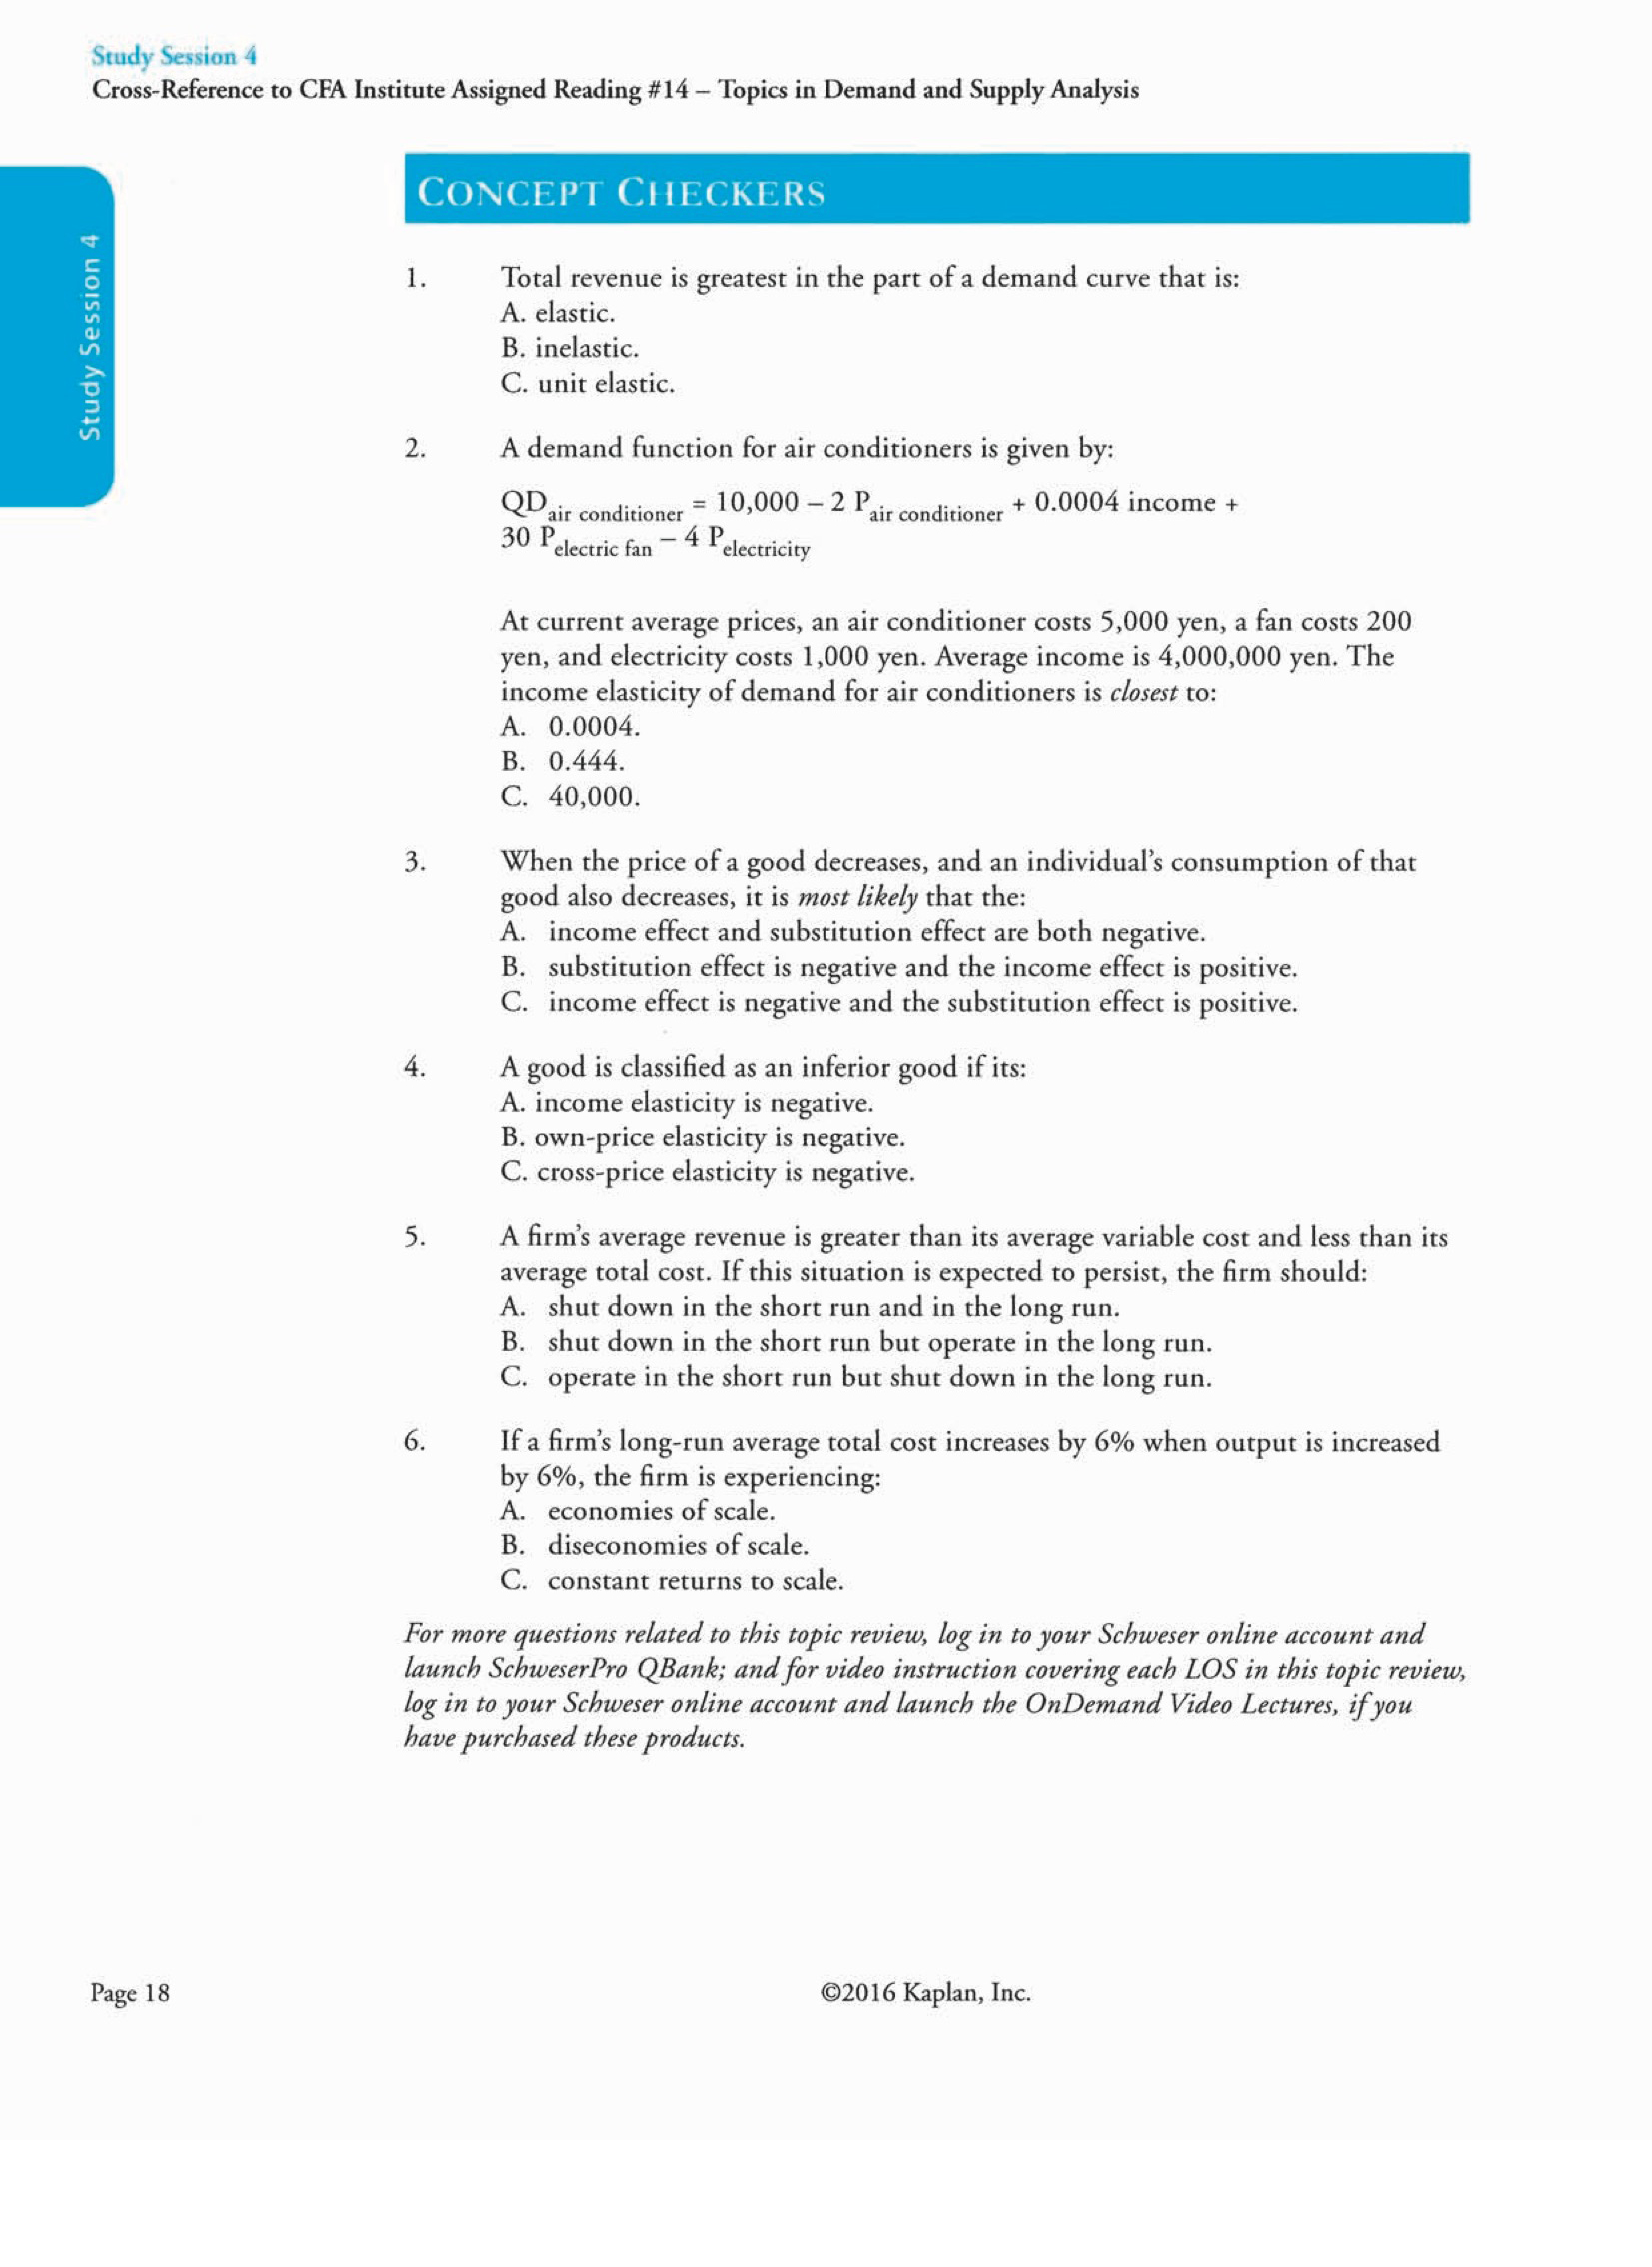 Study Session 4
Cross-Reference to CFA Institute Assigned Reading #14 – Topics in Demand and Supply Analysis
Study Session 4
CONCEPT CHECKERS
1. Total revenue is greatest in the part of a demand curve that is:
A. elastic.
B. inelastic.
C. unit elastic.
2. A demand function for air conditioners is given by:
QDair conditioner = 10,000 – 2 Pair conditioner + 0.0004 income +
30 Pelectric fan – 4 Pelectricity
At current average prices, an air conditioner costs 5,000 yen, a fan costs 200
yen, and electricity costs 1,000 yen. Average income is 4,000,000 yen. The
income elasticity of demand for air conditioners is closest to:
A. 0.0004.
B. 0.444.
C. 40,000.
3. When the price of a good decreases, and an individual's consumption of that
good also decreases, it is most likely that the:
A. income effect and substitution effect are both negative.
B. substitution effect is negative and the income effect is positive.
C. income effect is negative and the substitution effect is positive.
4. A good is classified as an inferior good if its:
A. income elasticity is negative.
B. own-price elasticity is negative.
C. cross-price elasticity is negative.
5. A firm's average revenue is greater than its average variable cost and less than its
average total cost. If this situation is expected to persist, the firm should:
A. shut down in the short run and in the long run.
B. shut down in the short run but operate in the long run.
C. operate in the short run but shut down in the long run.
6. If a firm's long-run average total cost increases by 6% when output is increased
by 6%, the firm is experiencing:
A. economies of scale.
B. diseconomies of scale.
C. constant returns to scale.
For more questions related to this topic review, log in to your Schweser online account and
launch SchweserPro QBank; and for video instruction covering each LOS in this topic review,
log in to your Schweser online account and launch the OnDemand Video Lectures, if you
have purchased these products.
Page 18
©2016 Kaplan, Inc.